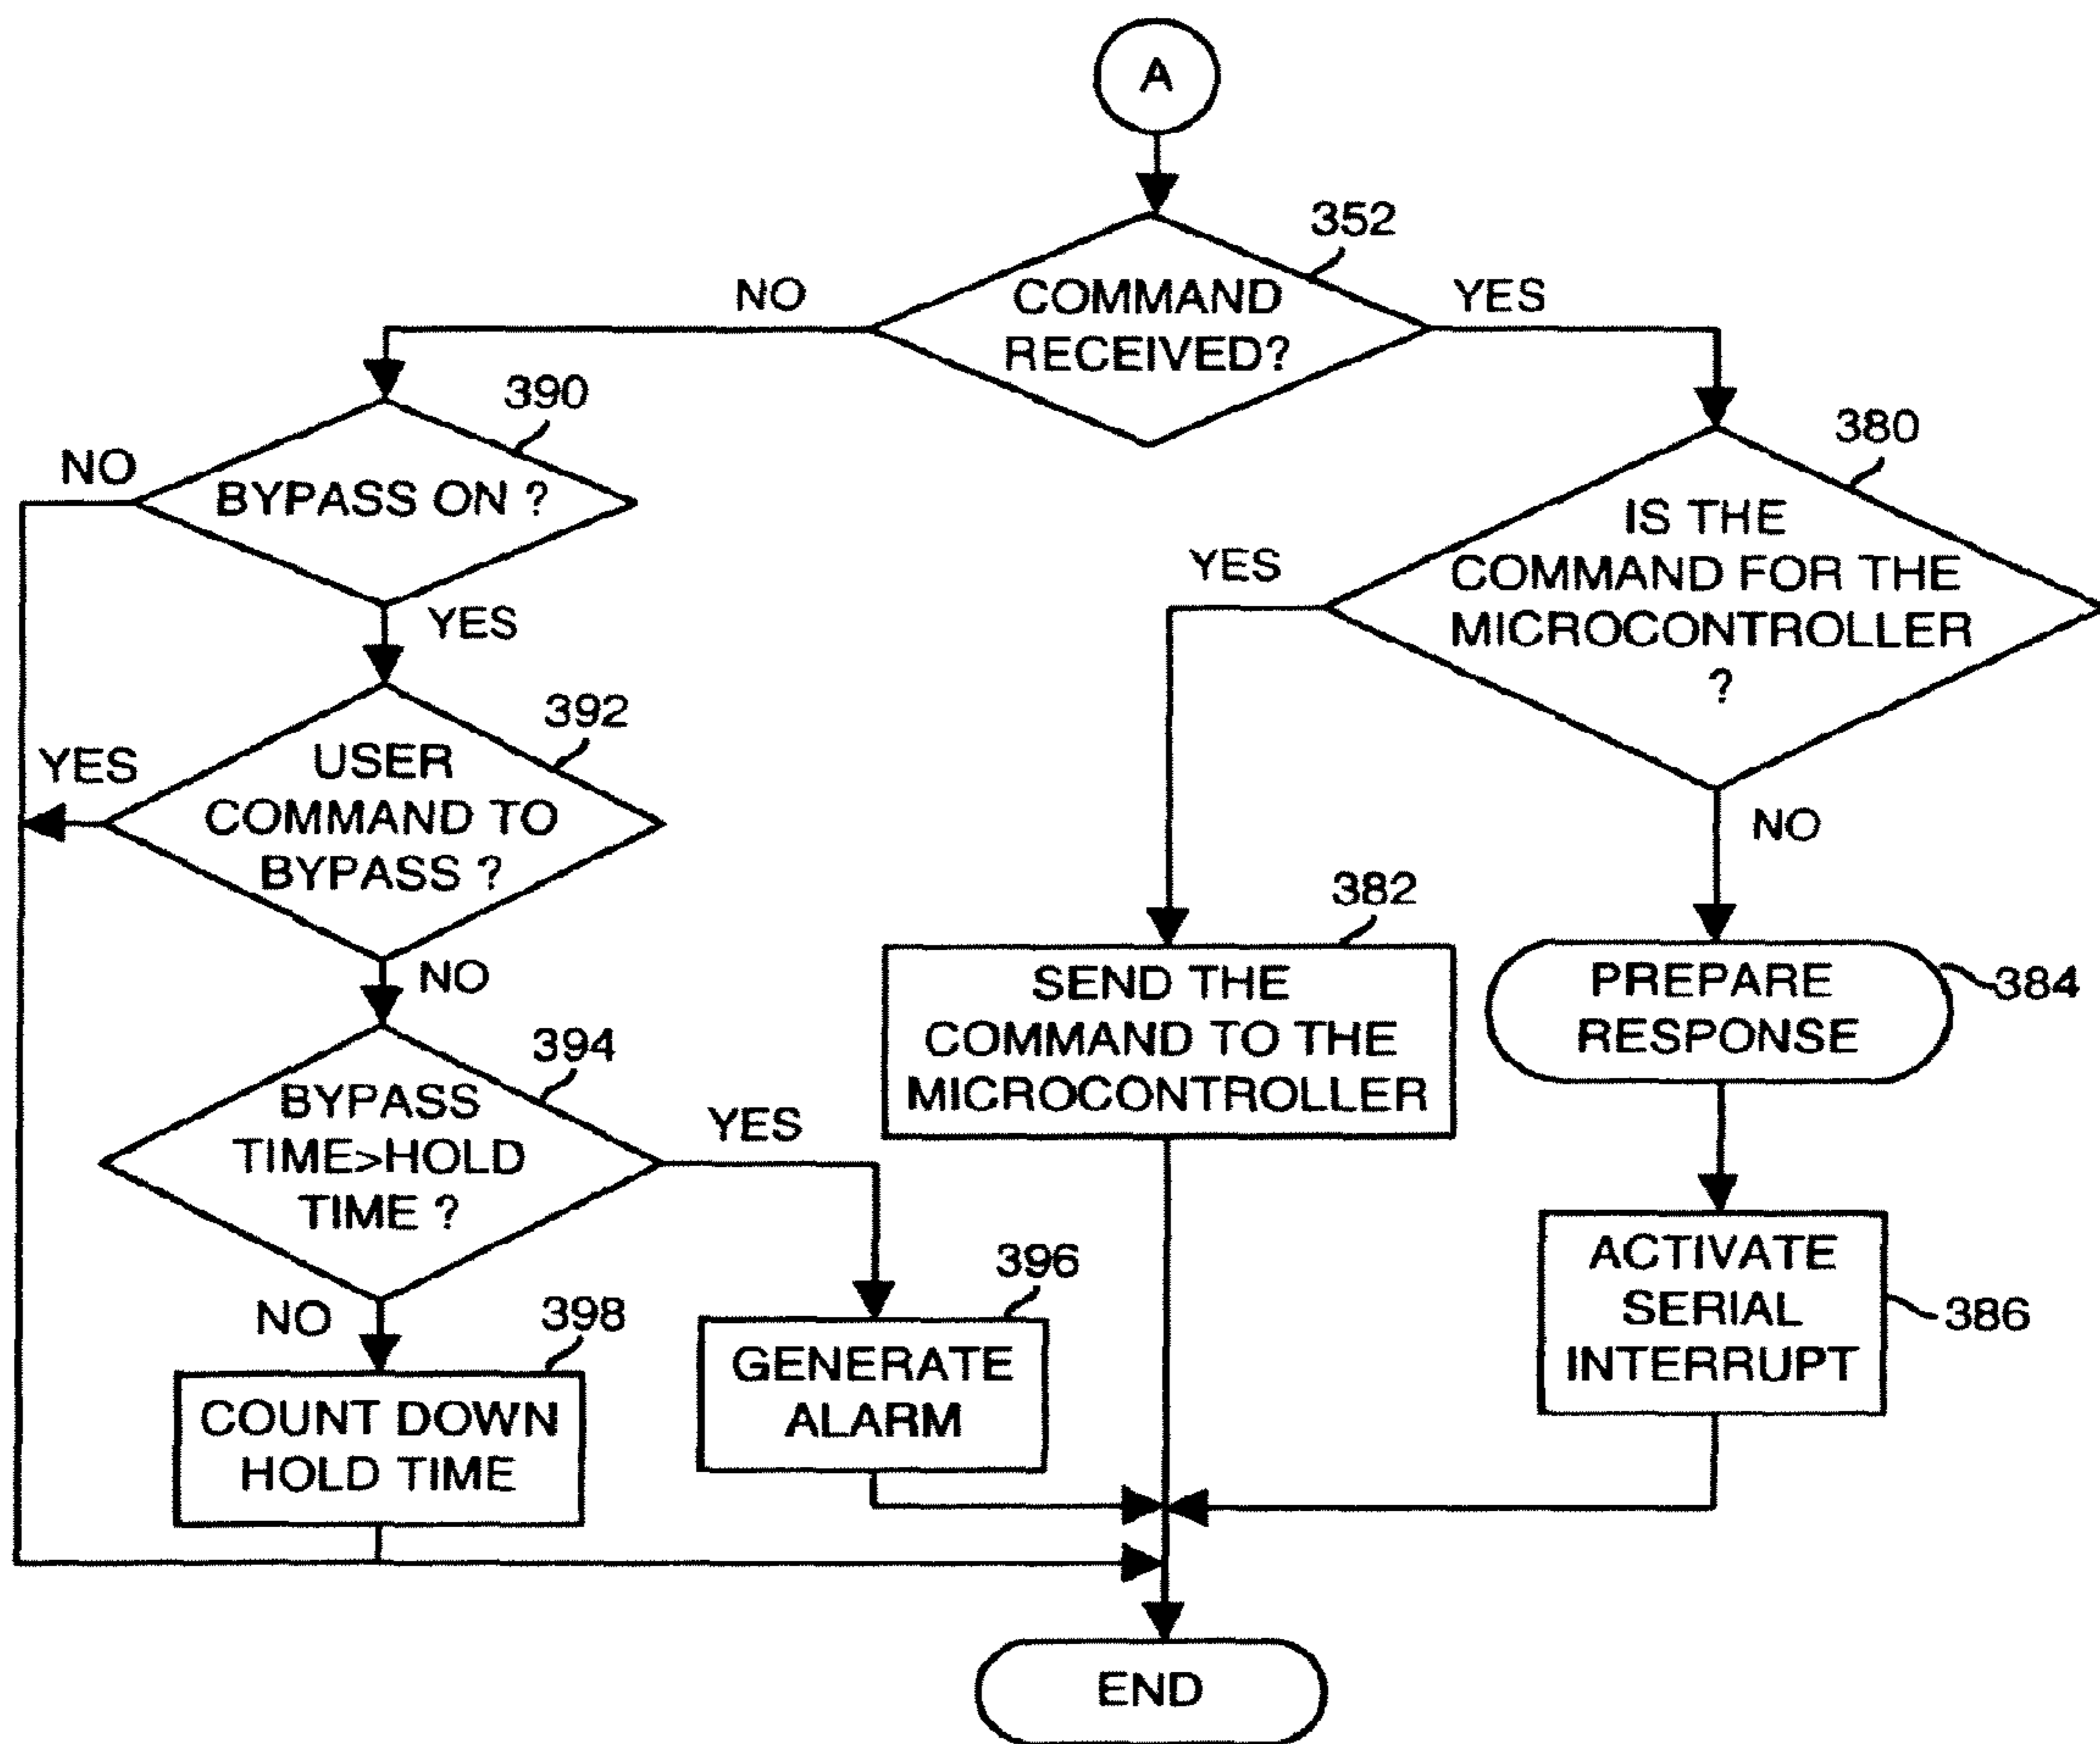 A
352
COMMAND
RECEIVED?
NO
YES
390
BYPASS ON ?
NO
YES
380
IS THE
COMMAND FOR THE
MICROCONTROLLER
?
YES
NO
392
USER
COMMAND TO
BYPASS ?
YES
NO
382
SEND THE
COMMAND TO THE
MICROCONTROLLER
384
PREPARE
RESPONSE
394
BYPASS
TIME>HOLD
TIME ?
YES
NO
396
GENERATE
ALARM
386
ACTIVATE
SERIAL
INTERRUPT
398
COUNT DOWN
HOLD TIME
END